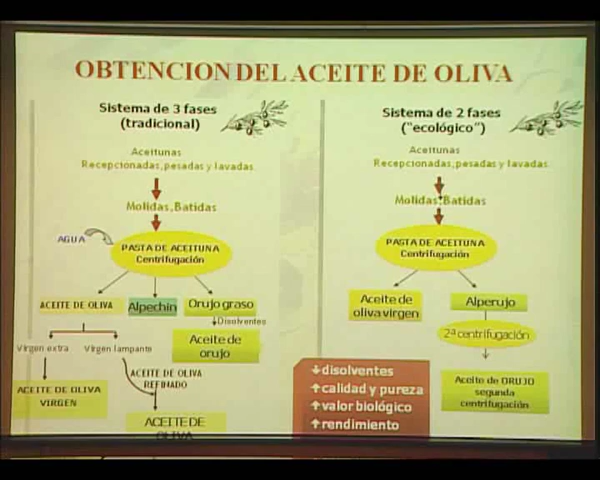 OBTENCION DEL ACEITE DE OLIVA
Sistema de 3 fases
(tradicional)
Aceitunas
Recepcionadas, pesadas y lavadas
Molidas, Batidas
AGUA
PASTA DE ACEITUNA
Centrifugación
ACEITE DE OLIVA
Alpechin
Orujo graso
Disolventes
Aceite de
orujo
Virgen extra
Virgen lampante
ACEITE DE OLIVA
REFINADO
ACEITE DE OLIVA
VIRGEN
ACEITE DE
OLIVA
Sistema de 2 fases
("ecológico")
Aceitunas
Recepcionadas, pesadas y lavadas
Molidas, Batidas
PASTA DE ACEITUNA
Centrifugación
Aceite de
oliva virgen
Alperujo
2ª centrifugación
Aceite de ORUJO
segunda
centrifugación
↓disolventes
↑calidad y pureza
↑valor biológico
↑rendimiento